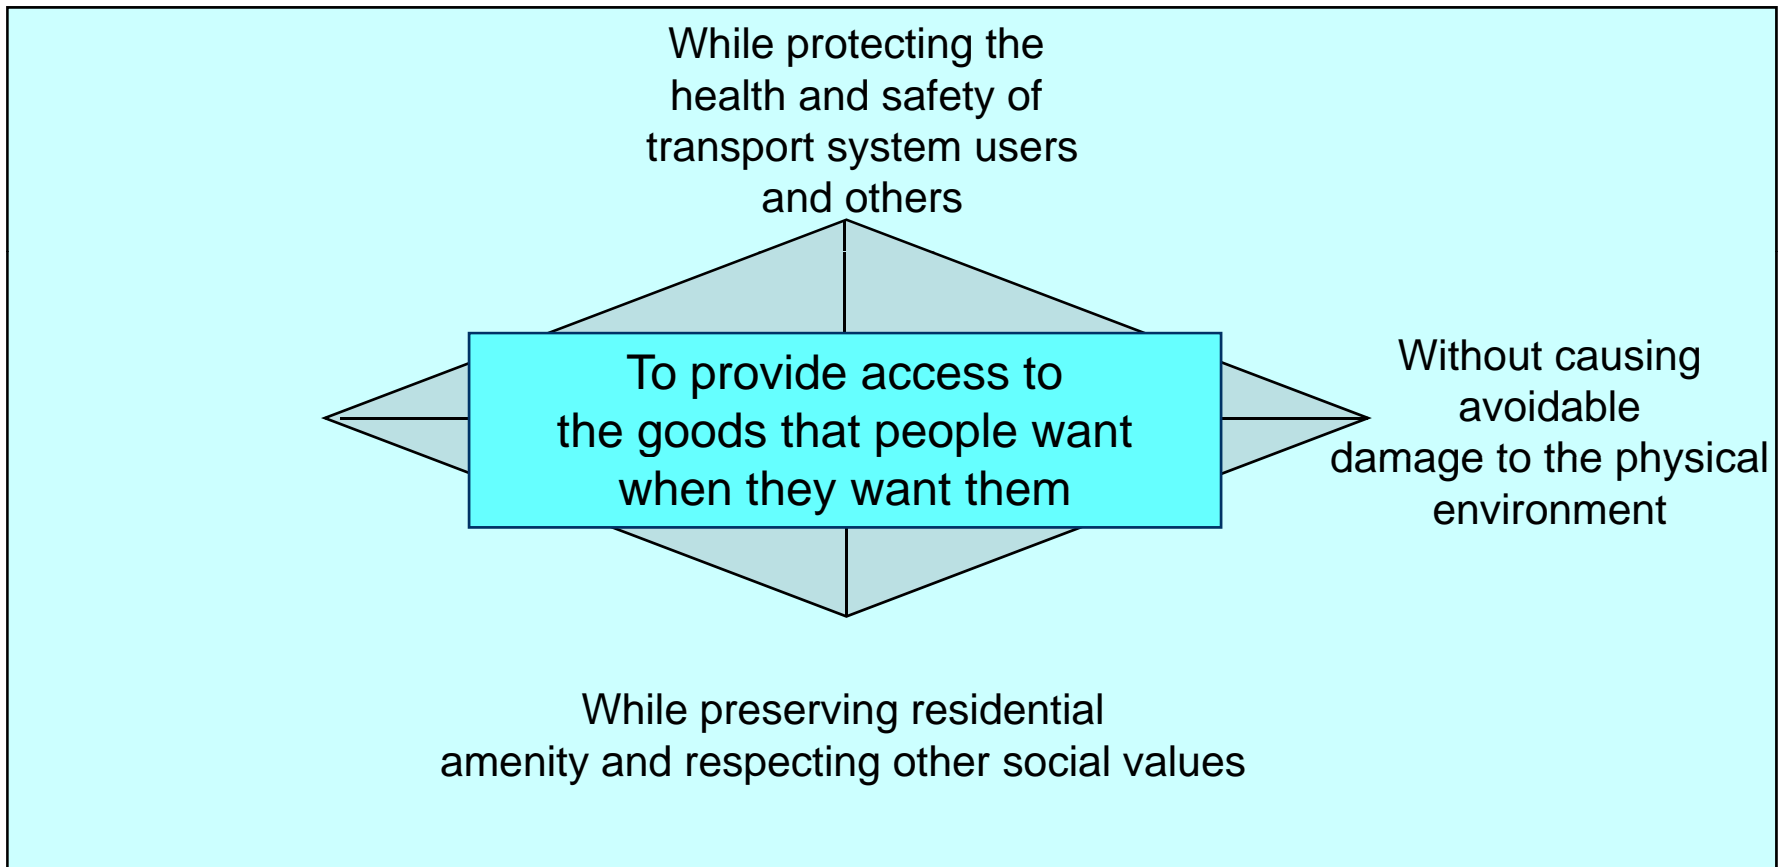 While protecting the
health and safety of
transport system users
and others
To provide access to
the goods that people want
when they want them
Without causing
avoidable
damage to the physical
environment
While preserving residential
amenity and respecting other social values